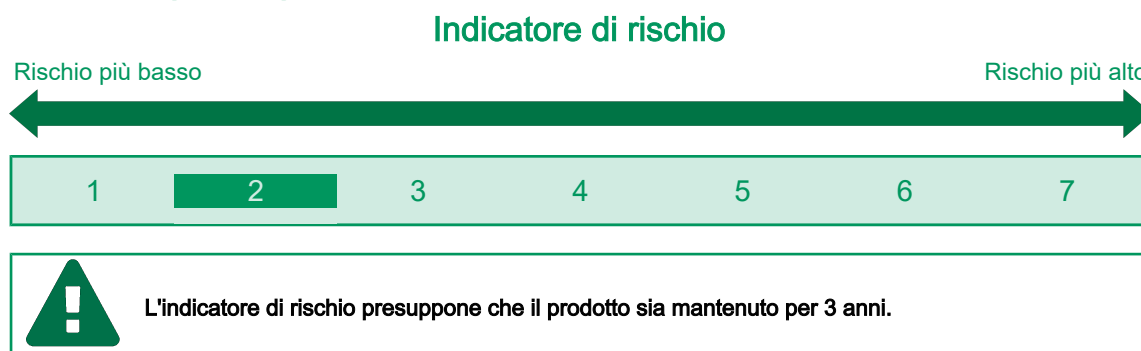 Indicatore di rischio
Rischio più basso
Rischio più alto
1 2 3 4 5 6 7
L'indicatore di rischio presuppone che il prodotto sia mantenuto per 3 anni.